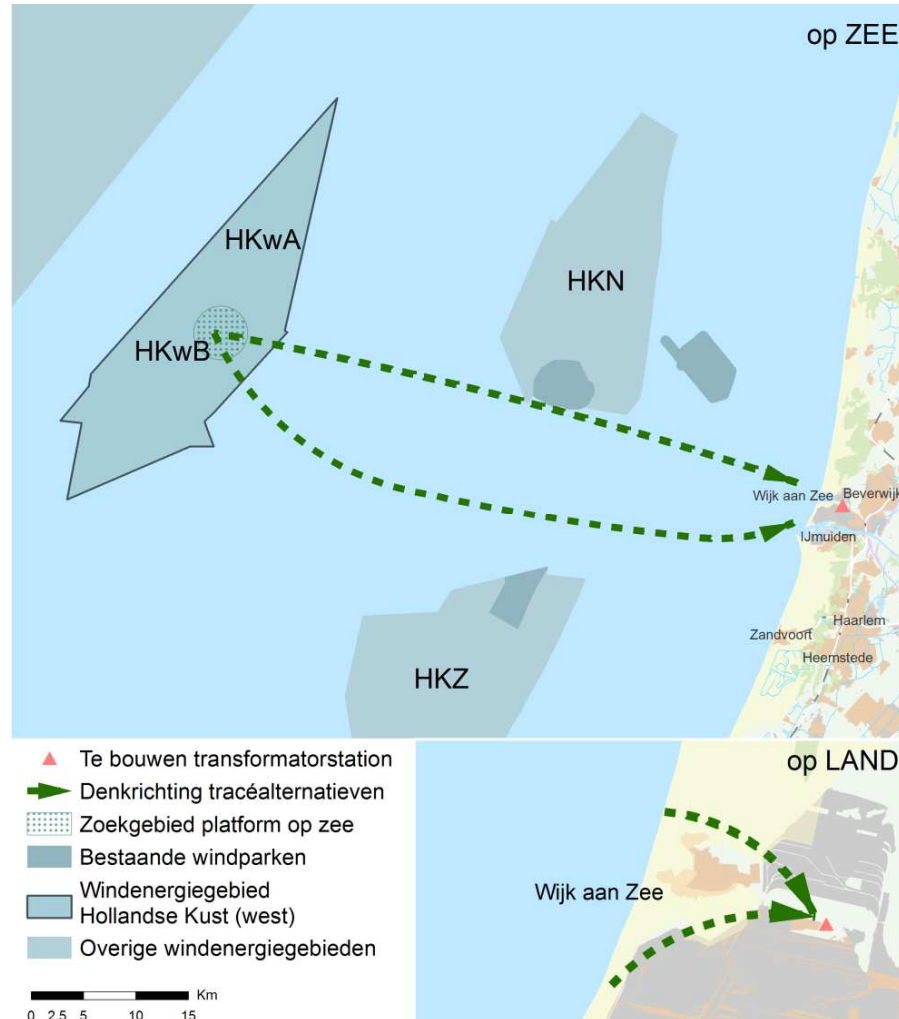 op ZEE
HKwA
HKN
HKwB
Wijk aan Zee
Beverwijk
IJmuiden
Haarlem
Zandvoort
Heemstede
HKZ
Te bouwen transformatorstation
Denkrichting tracéalternatieven
Zoekgebied platform op zee
Bestaande windparken
Windenergiegebied
Hollandse Kust (west)
Overige windenergiegebieden
Km
0 2,5 5 10 15
op LAND
Wijk aan Zee